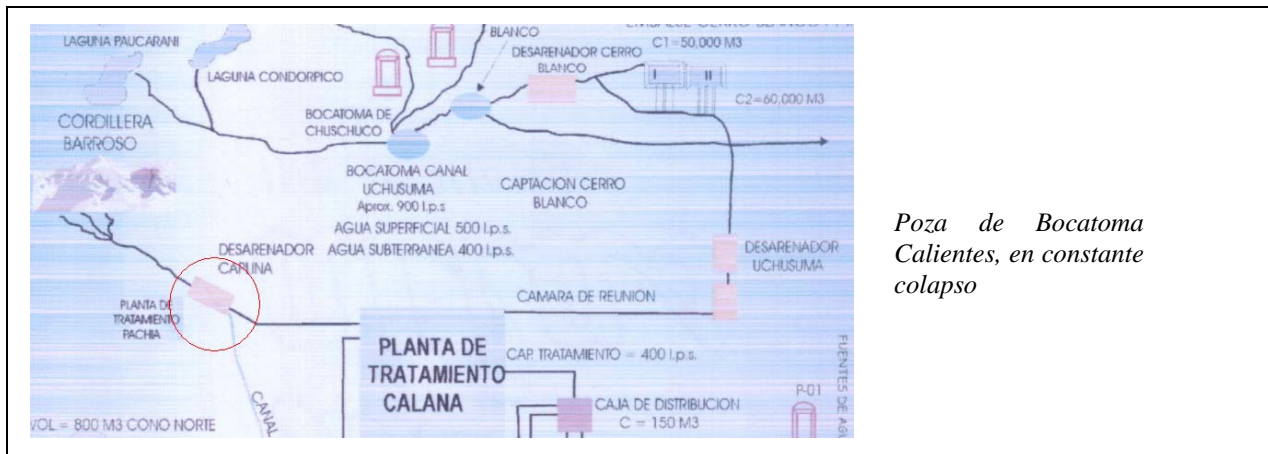 LAGUNA PAUCARANI
LAGUNA CONDORPICO
BLANCO
DESARENADOR CERRO
BLANCO
C1=50,000 M3
I
II
C2=60,000 M3
CORDILLERA
BARROSO
BOCATOMA DE
CHUSCHUCO
BOCATOMA CANAL
UCHUSUMA
Aprox. 900 l.p.s
CAPTACION CERRO
BLANCO
AGUA SUPERFICIAL 500 l.p.s.
AGUA SUBTERRANEA 400 l.p.s.
DESARENADOR
CAPLINA
DESARENADOR
UCHUSUMA
PLANTA DE
TRATAMIENTO
PACHIA
CAMARA DE REUNION
PLANTA DE
TRATAMIENTO
CALANA
CAP. TRATAMIENTO = 400 l.p.s.
CAJA DE DISTRIBUCION
C = 150 M3
P-01
FUENTES DE
CANAL
VOL = 800 M3 CONO NORTE
Poza de Bocatoma
Calientes, en constante
colapso